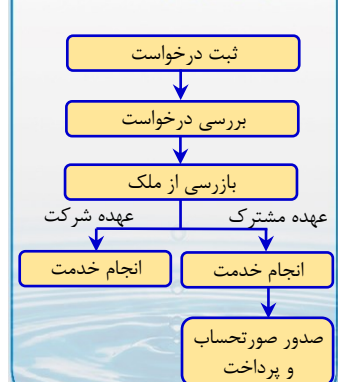 ثبت درخواست
بررسی درخواست
بازرسی از ملک
عهده مشترک
عهده شرکت
انجام خدمت
انجام خدمت
صدور صورتحساب
و پرداخت